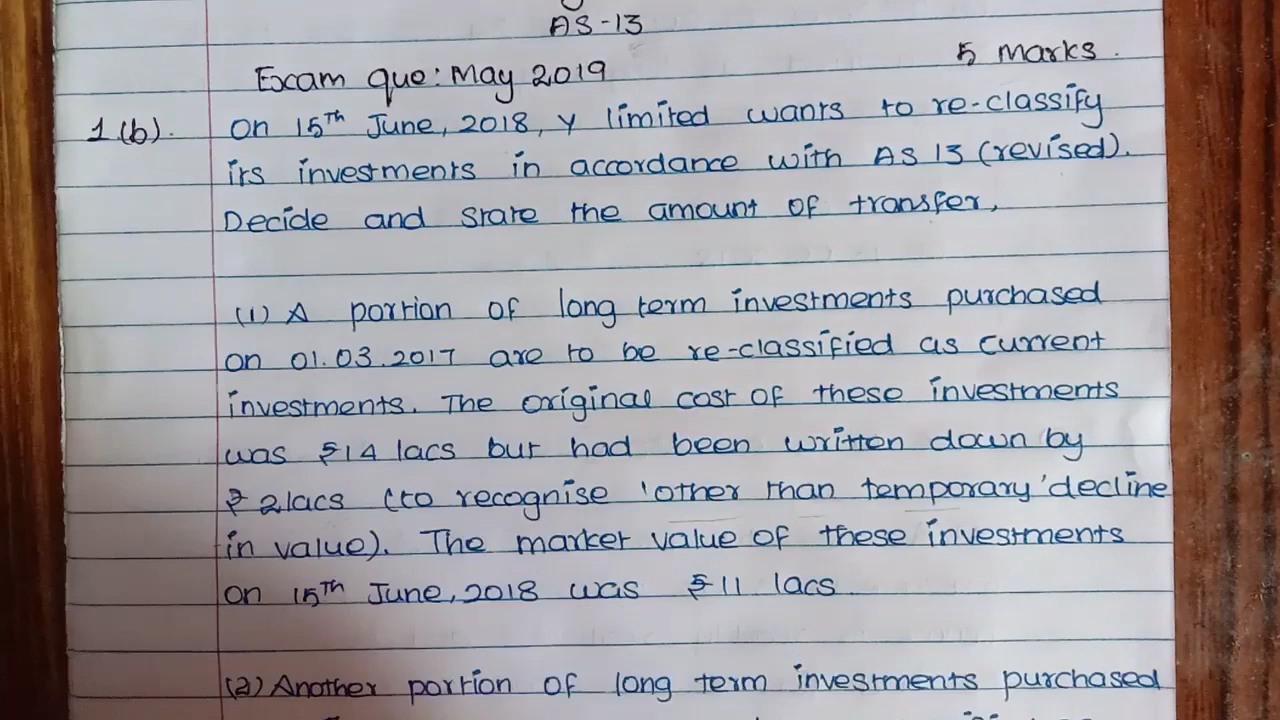 AS-13
5 Marks.
Exam que: May 2019
1(b). On 15th June, 2018, Y limited wants to re-classify
its investments in accordance with AS 13 (revised).
Decide and state the amount of transfer,
(1) A portion of long term investments purchased
on 01.03.2017 are to be re-classified as current
investments. The original cost of these investments
was ₹14 lacs but had been written down by
₹2lacs (to recognise 'other than temporary' decline
in value). The market value of these investments
on 15th June, 2018 was ₹11 lacs
(2) Another portion of long term investments purchased